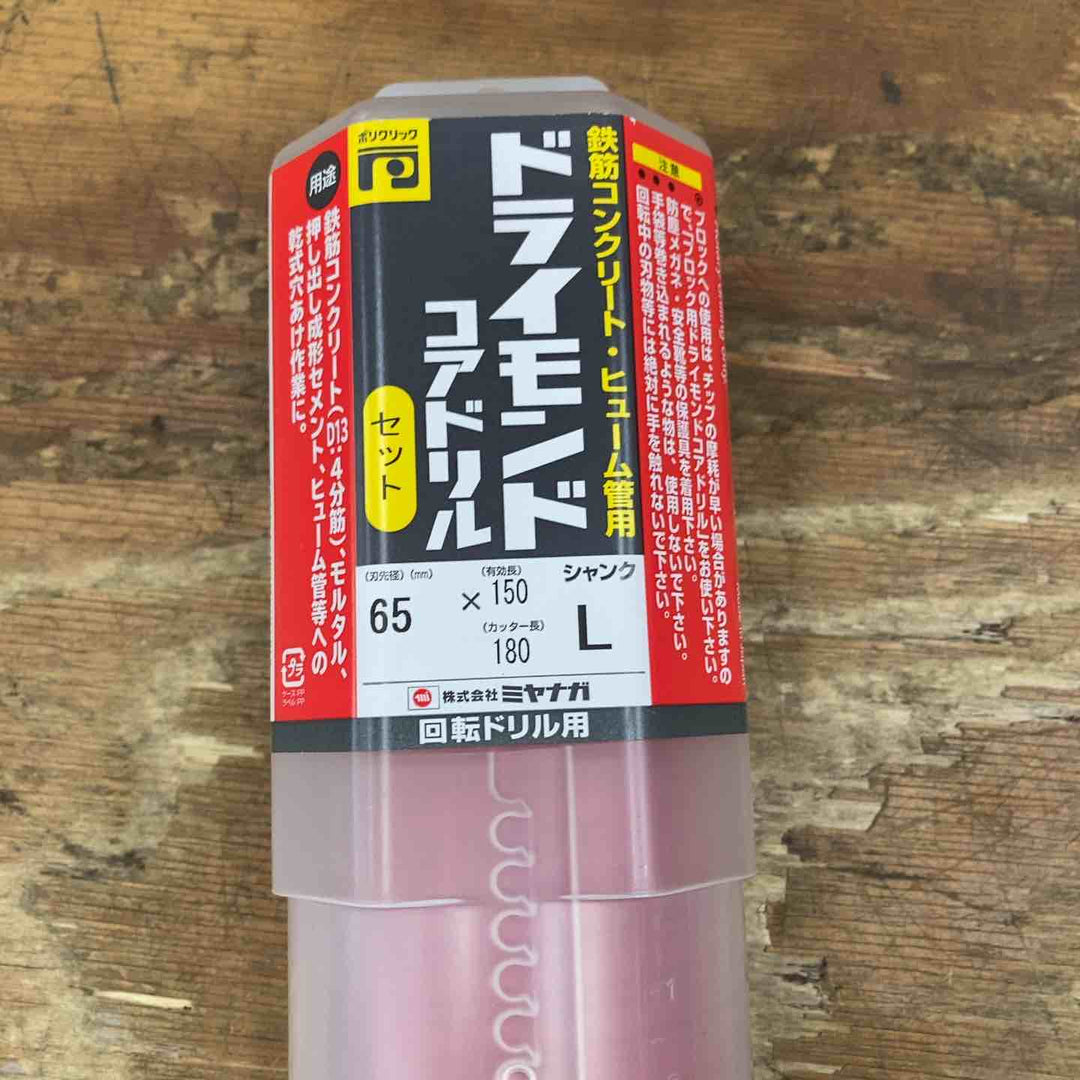 用途
鉄筋コンクリート(D13:4分筋)、モルタル、
押し出し成形セメント、ヒューム管等への
乾式穴あけ作業に。
プラ
ケース:PP
ラベル:PP
ポリクリック
鉄筋コンクリート・ヒューム管用
ドライモンド
コアドリル
セット
(刃先径)(mm)
65
×
(有効長)
150
(カッター長)
180
シャンク
L
株式会社 ミヤナガ
回転ドリル用
注意
ブロックへの使用は、チップの摩耗が早い場合がありますの
で、「ブロック用ドライモンドコアドリル」をお使い下さい。
防塵メガネ・安全靴等の保護具を着用下さい。
手袋等巻き込まれるような物は、使用しないで下さい。
回転中の刃物等には絶対に手を触れないで下さい。
1